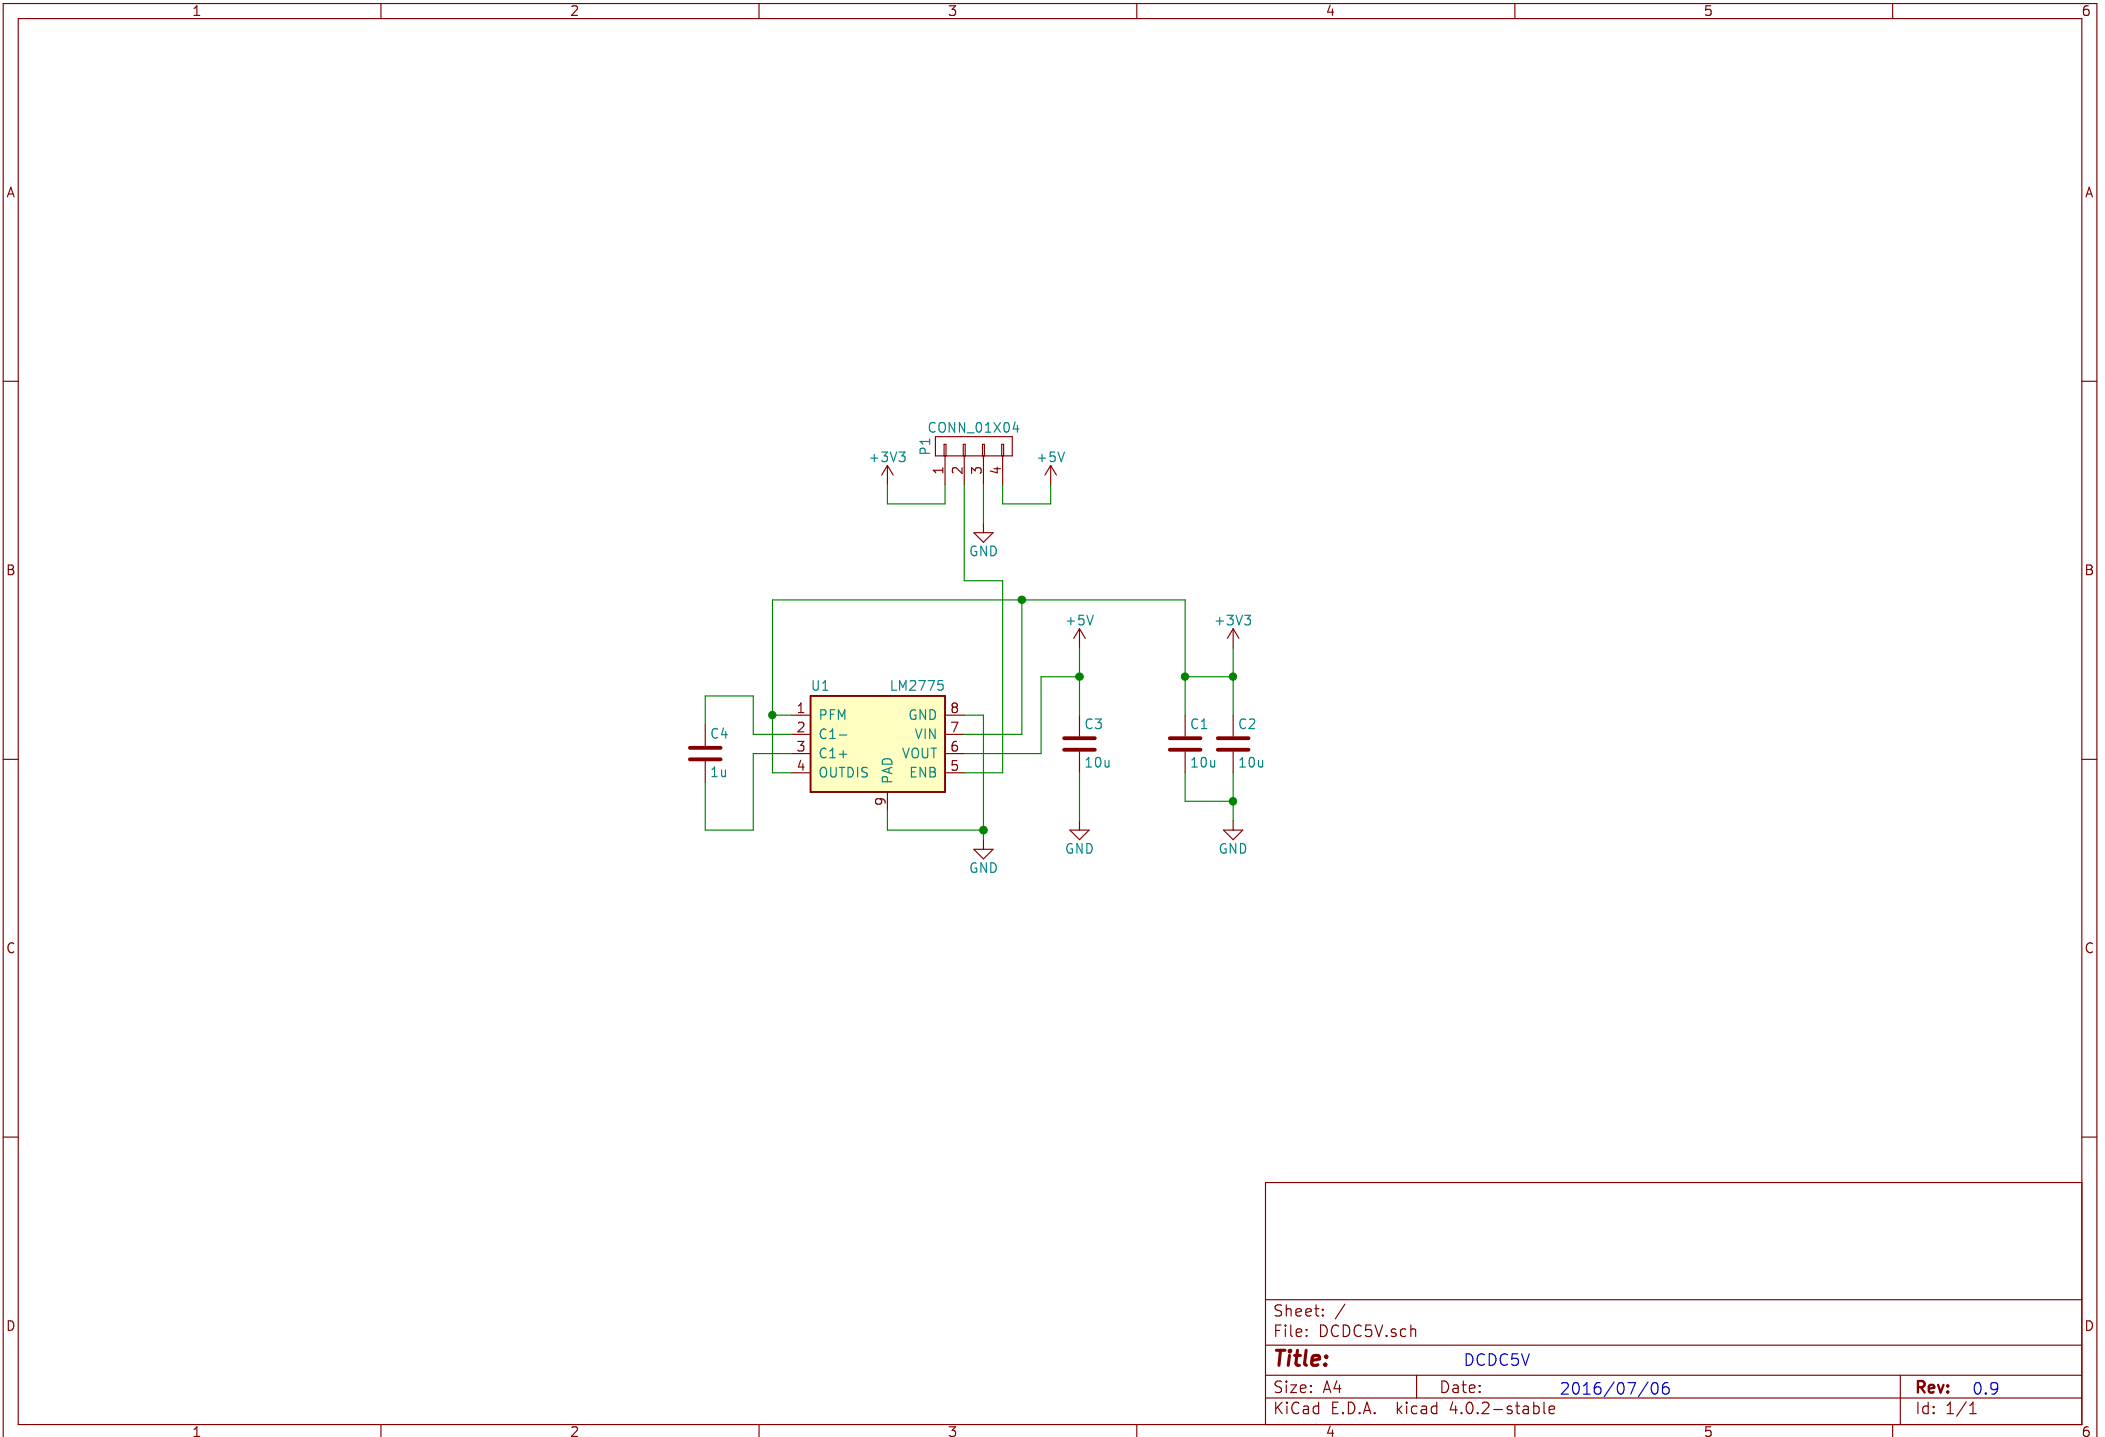 1 2 3 4 5 6
A A
CONN_01X04
P1
+3V3 +5V
1 2 3 4
GND
B B
+5V +3V3
U1 LM2775
1 PFM GND 8
2 C1- VIN 7
3 C1+ VOUT 6
4 OUTDIS ENB 5
PAD
9
C4
1u
C3
10u
C1
10u
C2
10u
GND
GND
GND
C C
Sheet: /
File: DCDC5V.sch
D D
Title: DCDC5V
Size: A4 Date: 2016/07/06 Rev: 0.9
KiCad E.D.A. kicad 4.0.2-stable Id: 1/1
1 2 3 4 5 6